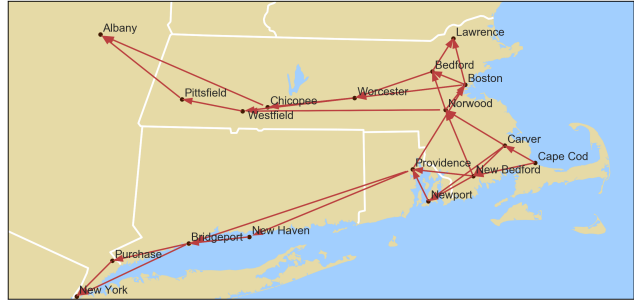 Albany
Lawrence
Bedford
Boston
Pittsfield
Chicopee
Worcester
Westfield
Norwood
Carver
Providence
New Bedford
Cape Cod
Newport
Bridgeport
New Haven
Purchase
New York